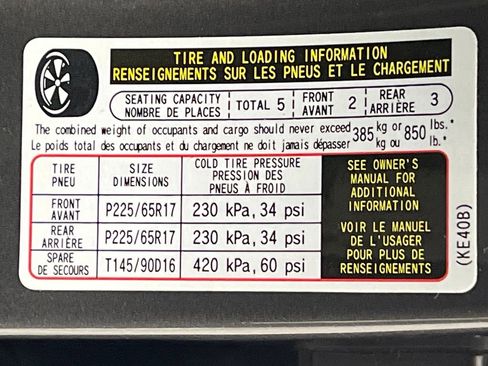 TIRE AND LOADING INFORMATION
RENSEIGNEMENTS SUR LES PNEUS ET LE CHARGEMENT
SEATING CAPACITY
NOMBRE DE PLACES
TOTAL 5
FRONT
AVANT
2
REAR
ARRIÈRE
3
The combined weight of occupants and cargo should never exceed 385 kg or 850 lbs.*
Le poids total des occupants et du chargement ne doit jamais dépasser 385 kg ou 850 lb.*
TIRE
PNEU
SIZE
DIMENSIONS
COLD TIRE PRESSURE
PRESSION DES
PNEUS À FROID
FRONT
AVANT
P225/65R17
230 kPa, 34 psi
REAR
ARRIÈRE
P225/65R17
230 kPa, 34 psi
SPARE
DE SECOURS
T145/90D16
420 kPa, 60 psi
SEE OWNER'S
MANUAL FOR
ADDITIONAL
INFORMATION
VOIR LE MANUEL
DE L'USAGER
POUR PLUS DE
RENSEIGNEMENTS
(KE40B)